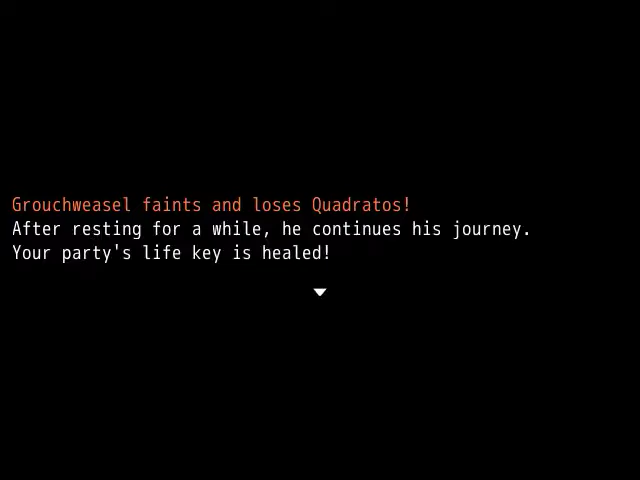 Grouchweasel faints and loses Quadratos!
After resting for a while, he continues his journey.
Your party's life key is healed!